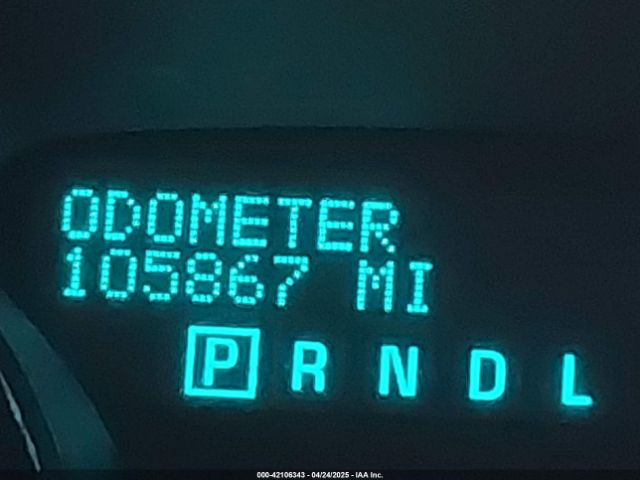 ODOMETER
105867 MI
P R N D L
000-42106343 - 04/24/2025 - IAA Inc.